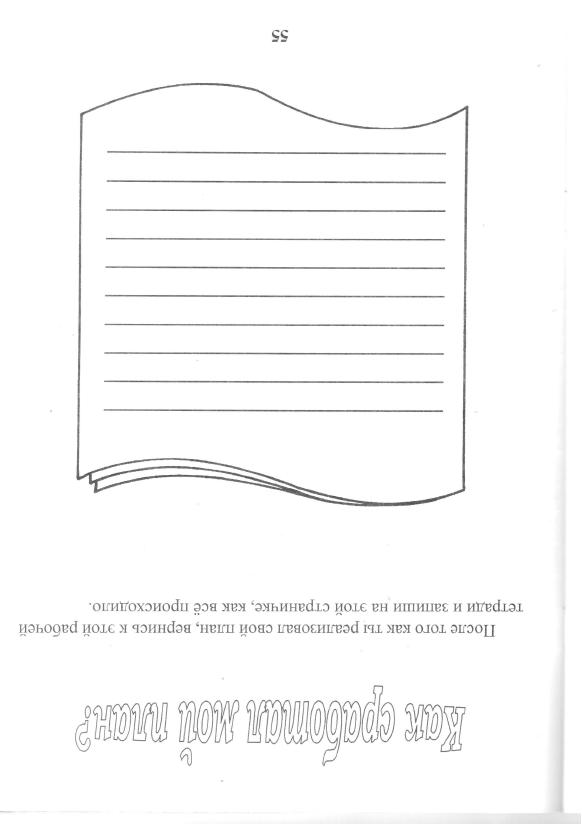 Как сработал мой план?
После того как ты реализовал свой план, вернись к этой рабочей
тетради и запиши на этой страничке, как всё происходило.
55